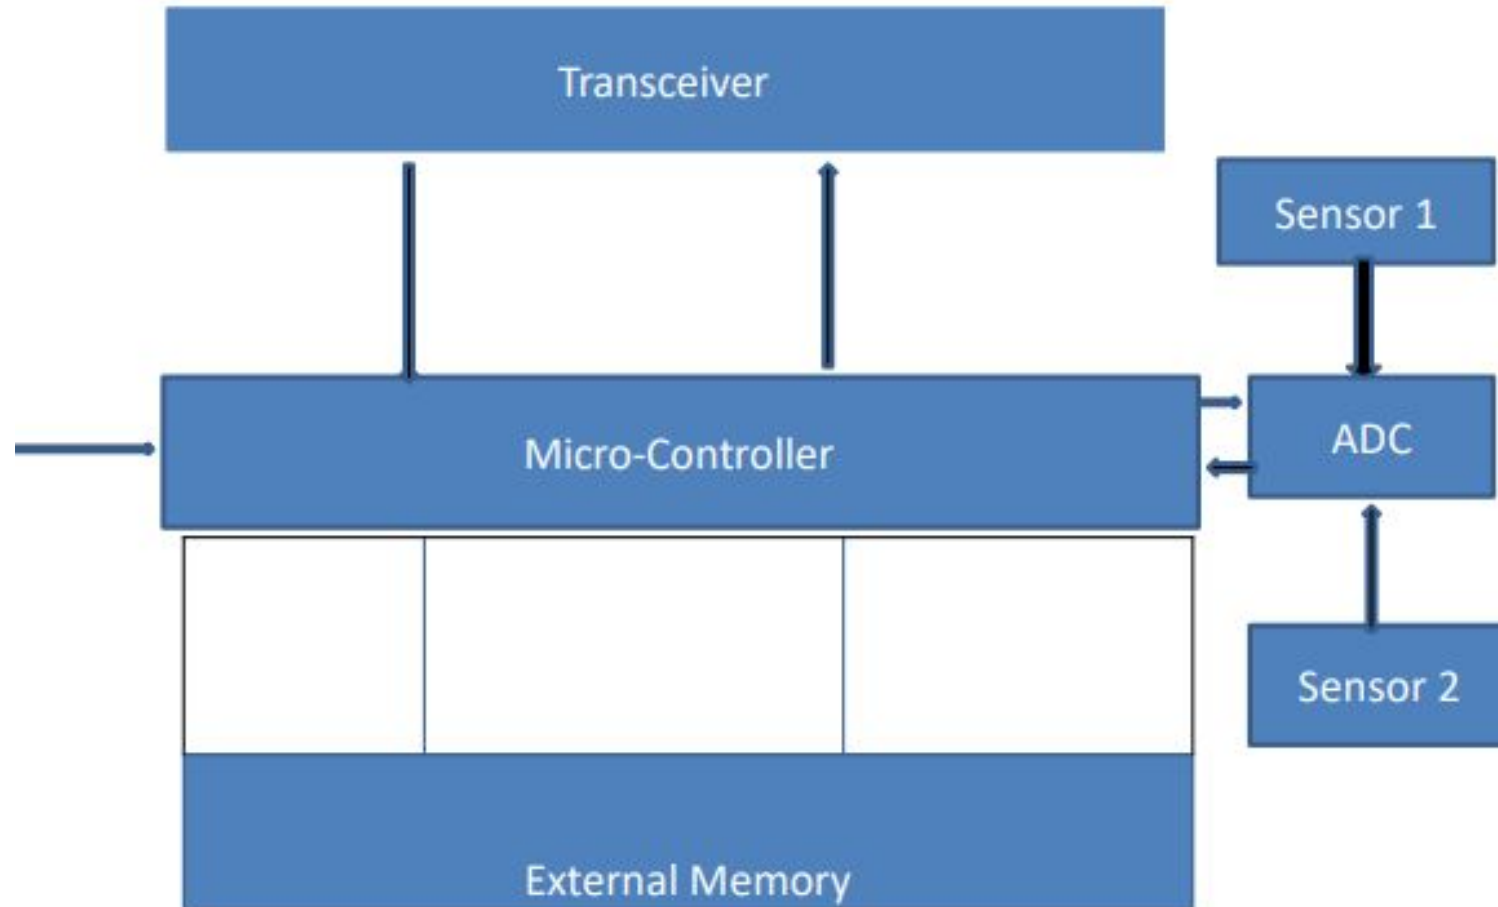 Transceiver
Sensor 1
Micro-Controller
ADC
Sensor 2
External Memory